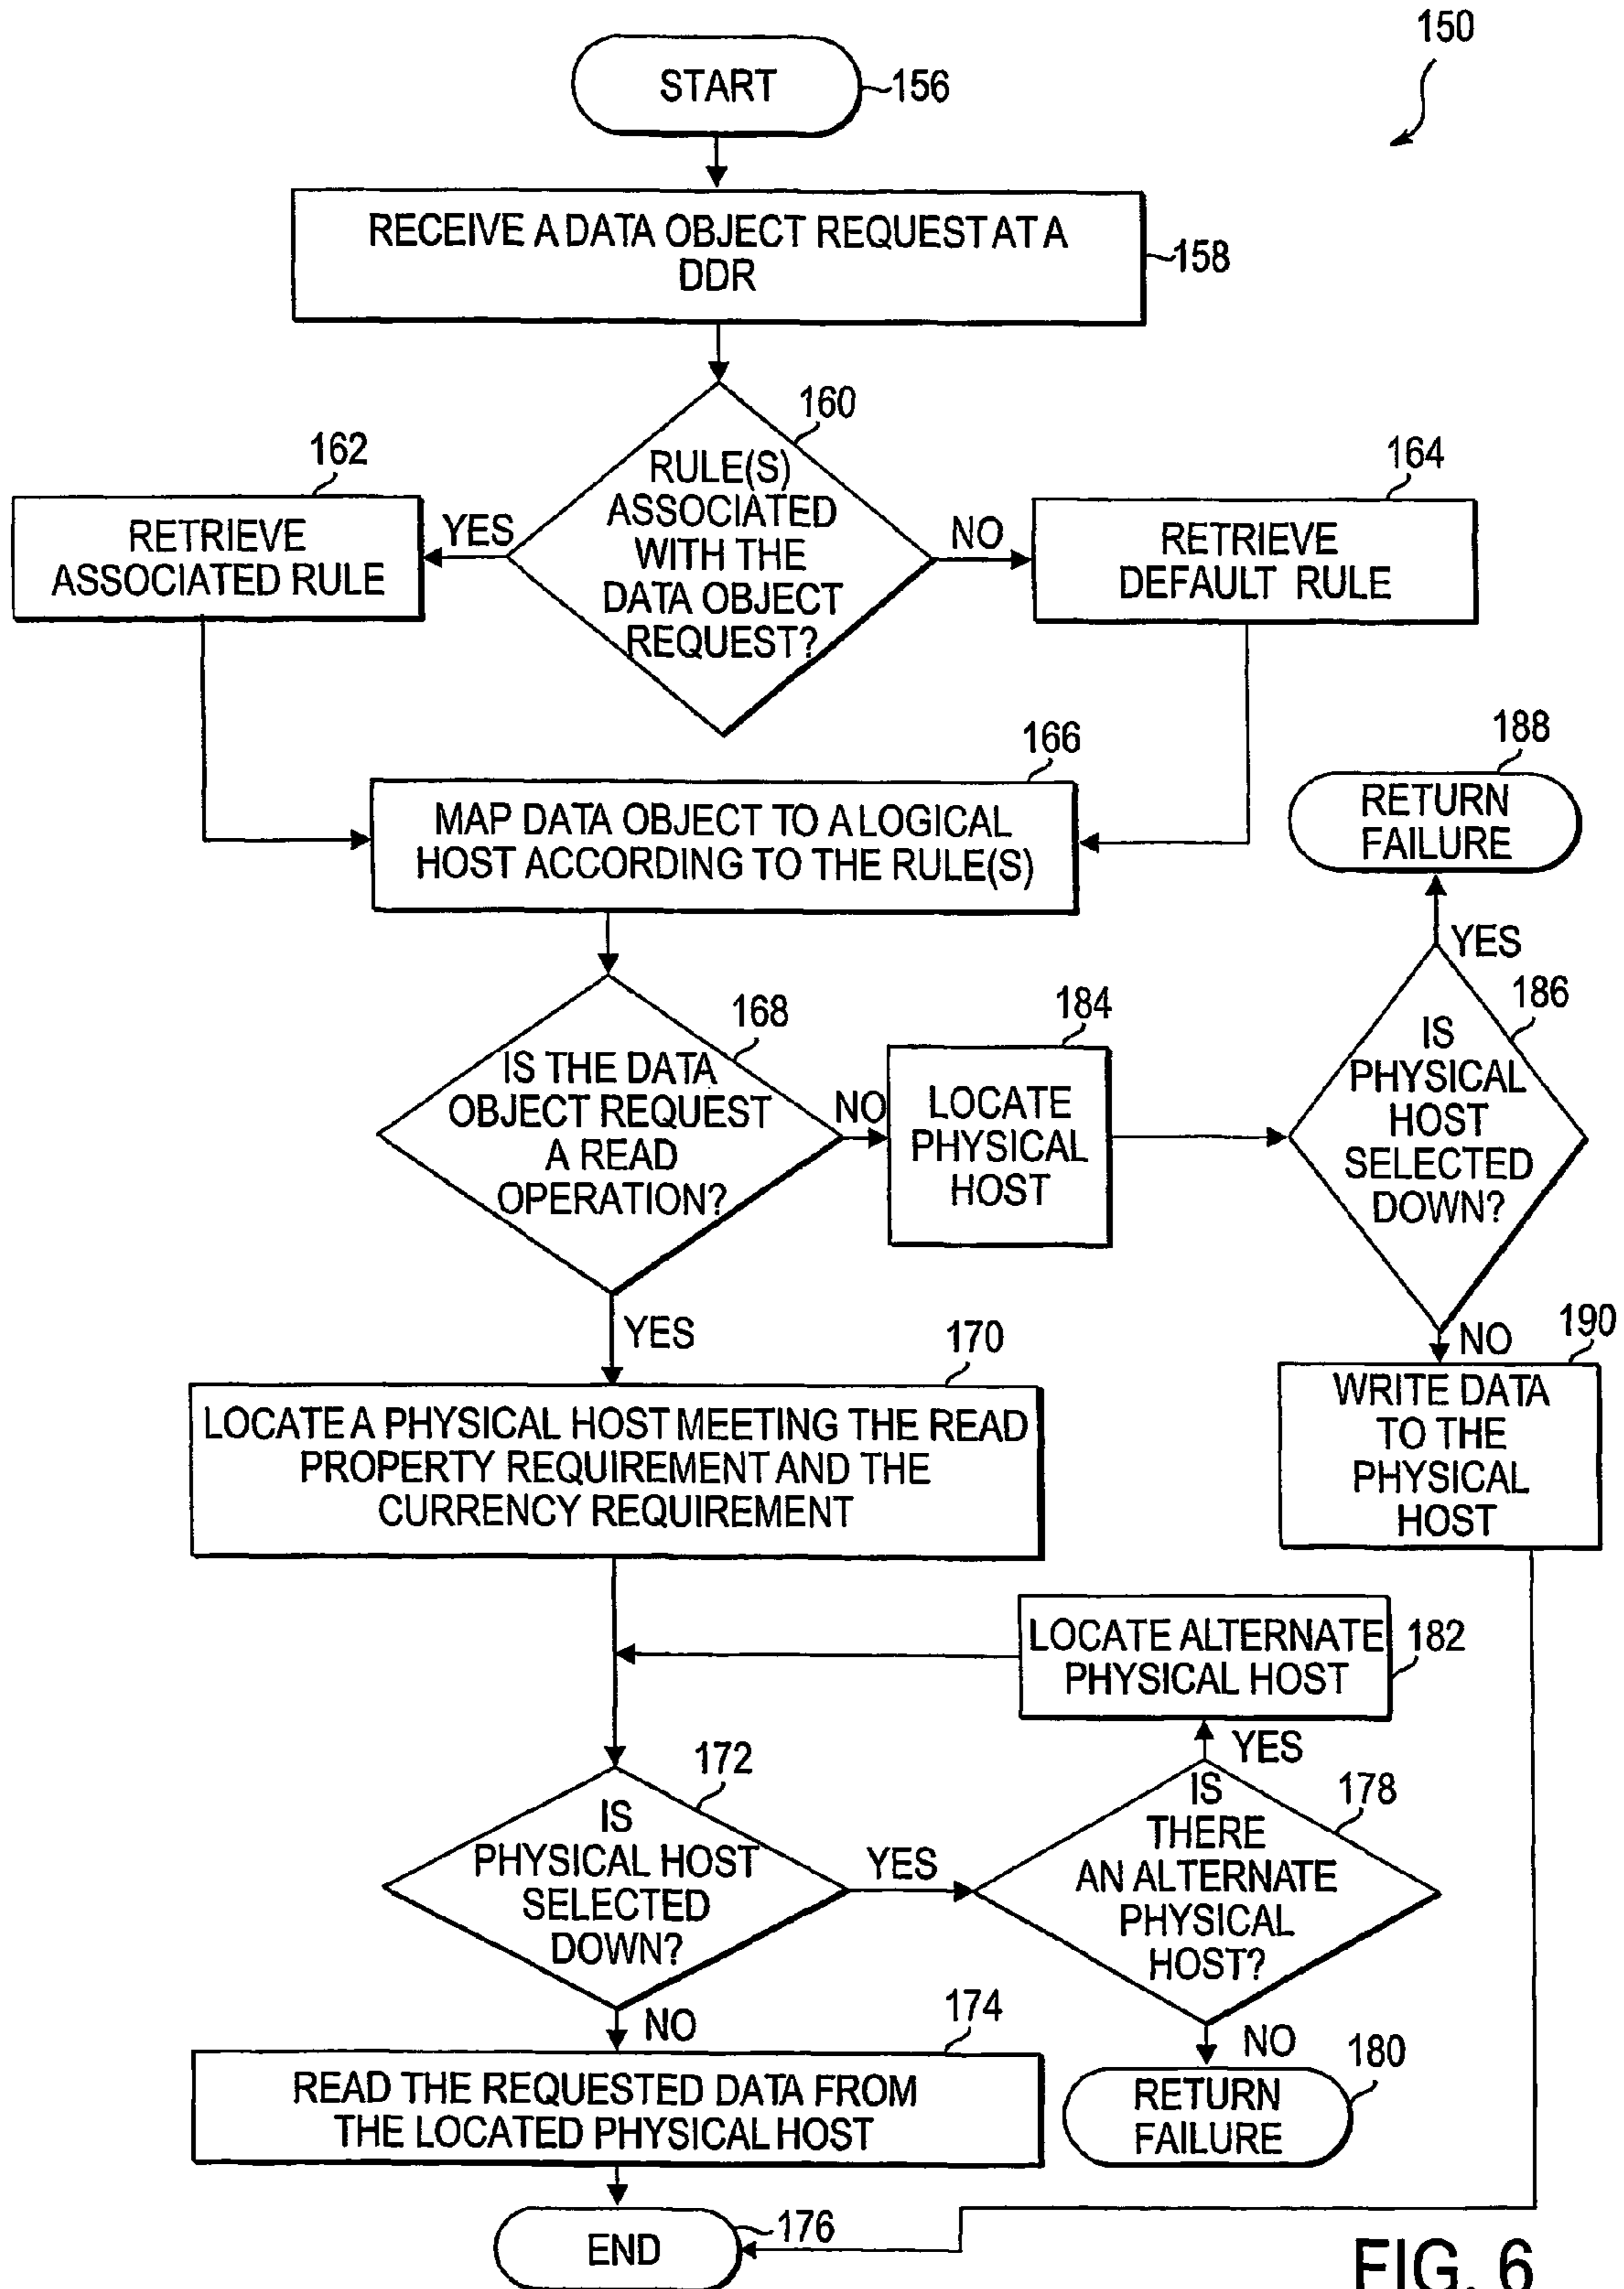 150
START
156
RECEIVE A DATA OBJECT REQUEST AT A
DDR
158
160
RULE(S)
ASSOCIATED
WITH THE
DATA OBJECT
REQUEST?
YES
NO
162
RETRIEVE
ASSOCIATED RULE
164
RETRIEVE
DEFAULT RULE
166
MAP DATA OBJECT TO A LOGICAL
HOST ACCORDING TO THE RULE(S)
188
RETURN
FAILURE
YES
168
IS THE DATA
OBJECT REQUEST
A READ
OPERATION?
NO
184
LOCATE
PHYSICAL
HOST
186
IS
PHYSICAL
HOST
SELECTED
DOWN?
YES
NO
170
LOCATE A PHYSICAL HOST MEETING THE READ
PROPERTY REQUIREMENT AND THE
CURRENCY REQUIREMENT
190
WRITE DATA
TO THE
PHYSICAL
HOST
LOCATE ALTERNATE
PHYSICAL HOST
182
YES
172
IS
PHYSICAL HOST
SELECTED
DOWN?
YES
178
IS
THERE
AN ALTERNATE
PHYSICAL
HOST?
NO
NO
174
READ THE REQUESTED DATA FROM
THE LOCATED PHYSICAL HOST
180
RETURN
FAILURE
END
176
FIG. 6